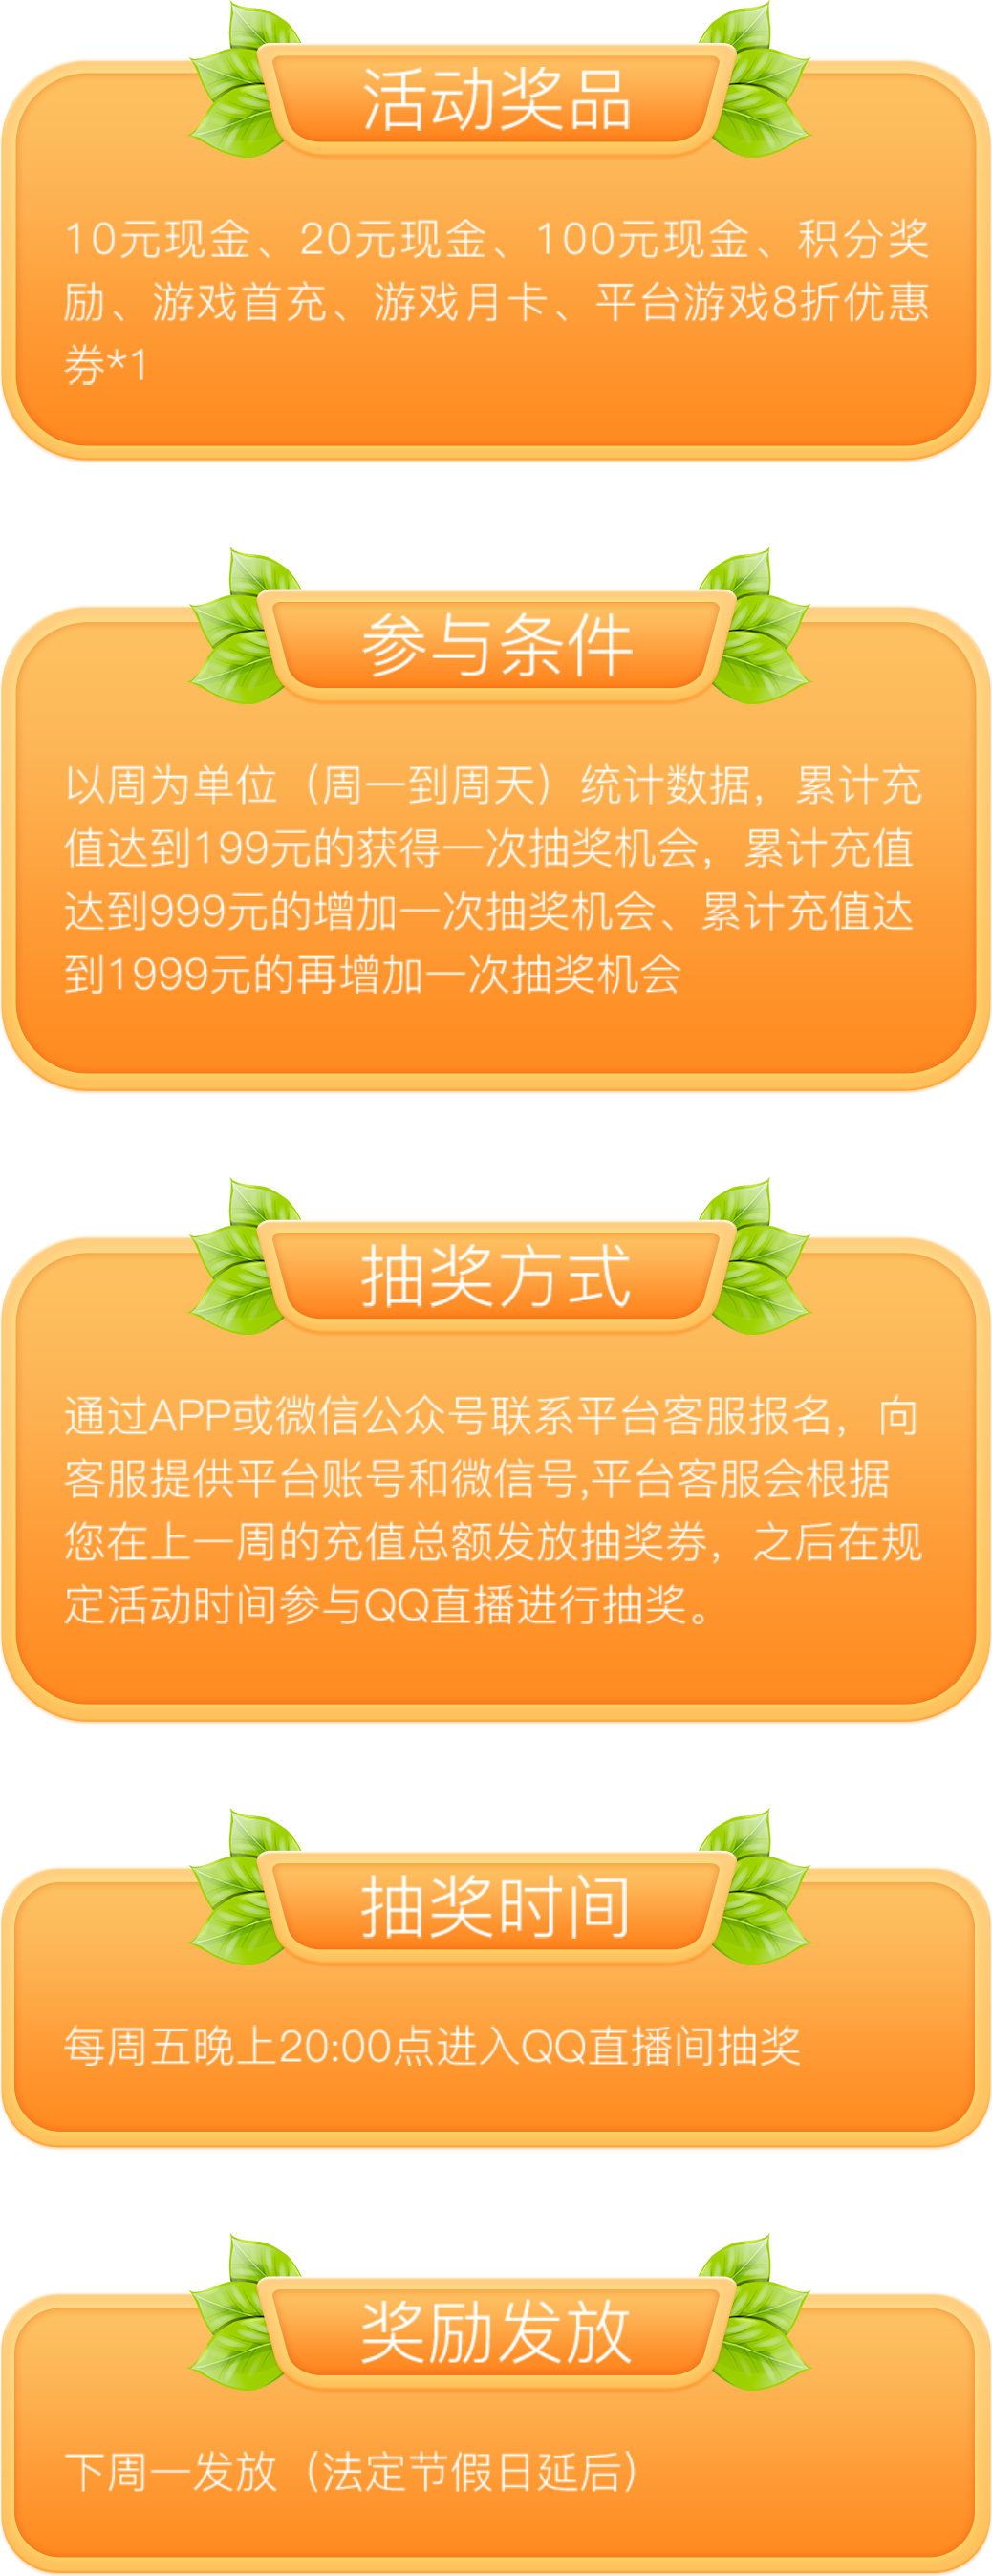 活动奖品
10元现金、20元现金、100元现金、积分奖
励、游戏首充、游戏月卡、平台游戏8折优惠
券*1
参与条件
以周为单位（周一到周天）统计数据，累计充
值达到199元的获得一次抽奖机会，累计充值
达到999元的增加一次抽奖机会、累计充值达
到1999元的再增加一次抽奖机会
抽奖方式
通过APP或微信公众号联系平台客服报名，向
客服提供平台账号和微信号,平台客服会根据
您在上一周的充值总额发放抽奖券，之后在规
定活动时间参与QQ直播进行抽奖。
抽奖时间
每周五晚上20:00点进入QQ直播间抽奖
奖励发放
下周一发放（法定节假日延后）